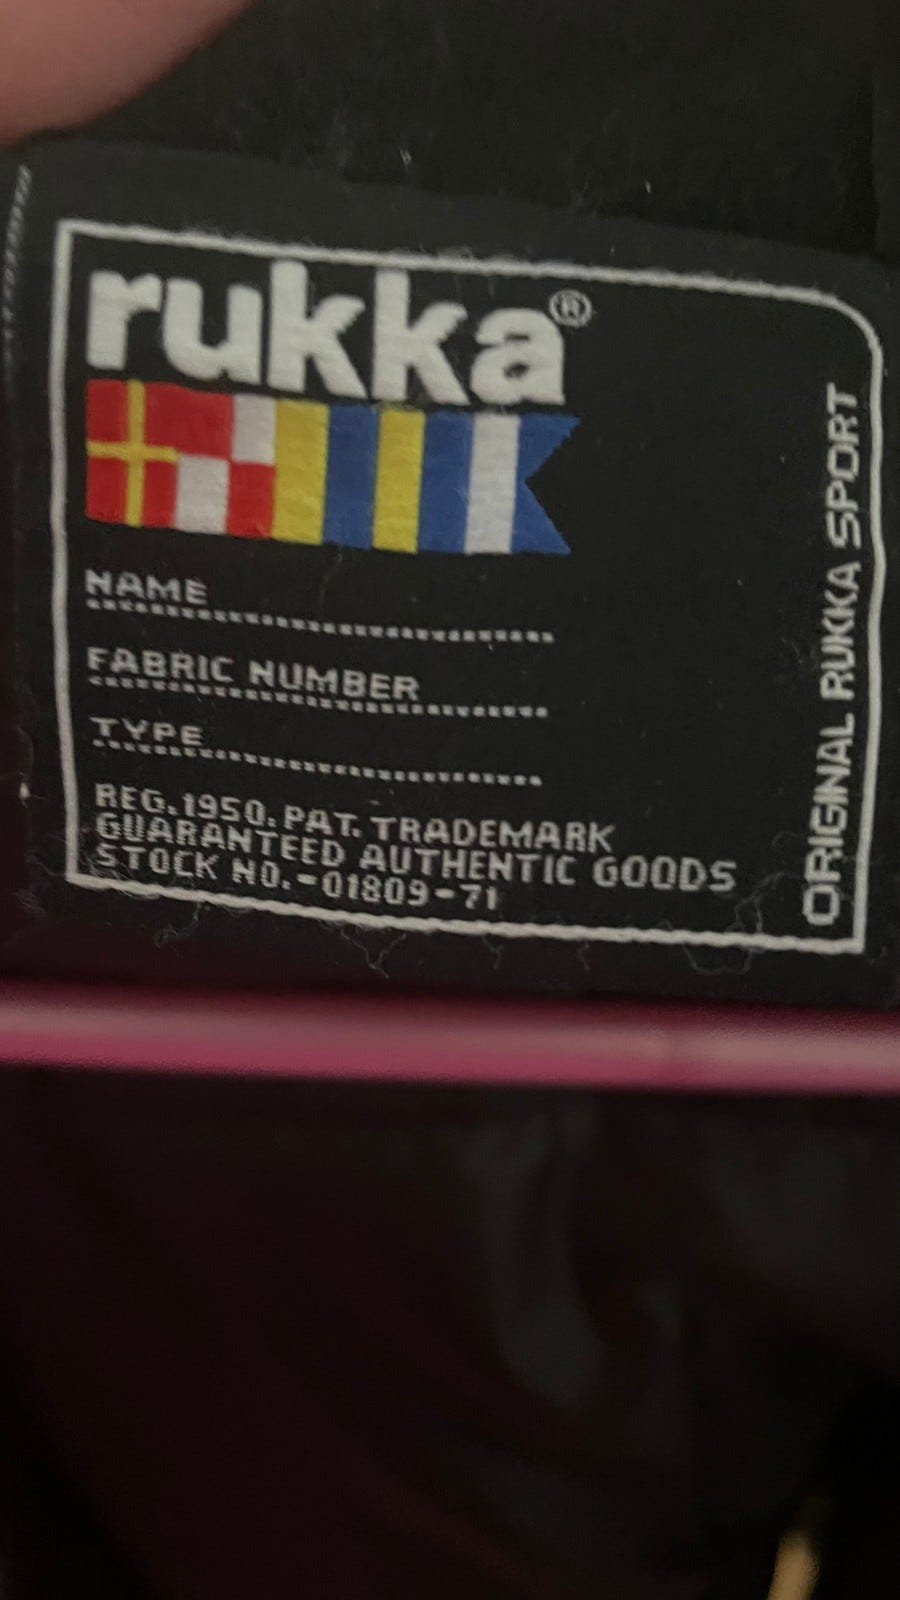 rukka®
NAME
FABRIC NUMBER
TYPE
REG.1950.PAT. TRADEMARK
GUARANTEED AUTHENTIC GOODS
STOCK NO.-01809-71
ORIGINAL RUKKA SPORT